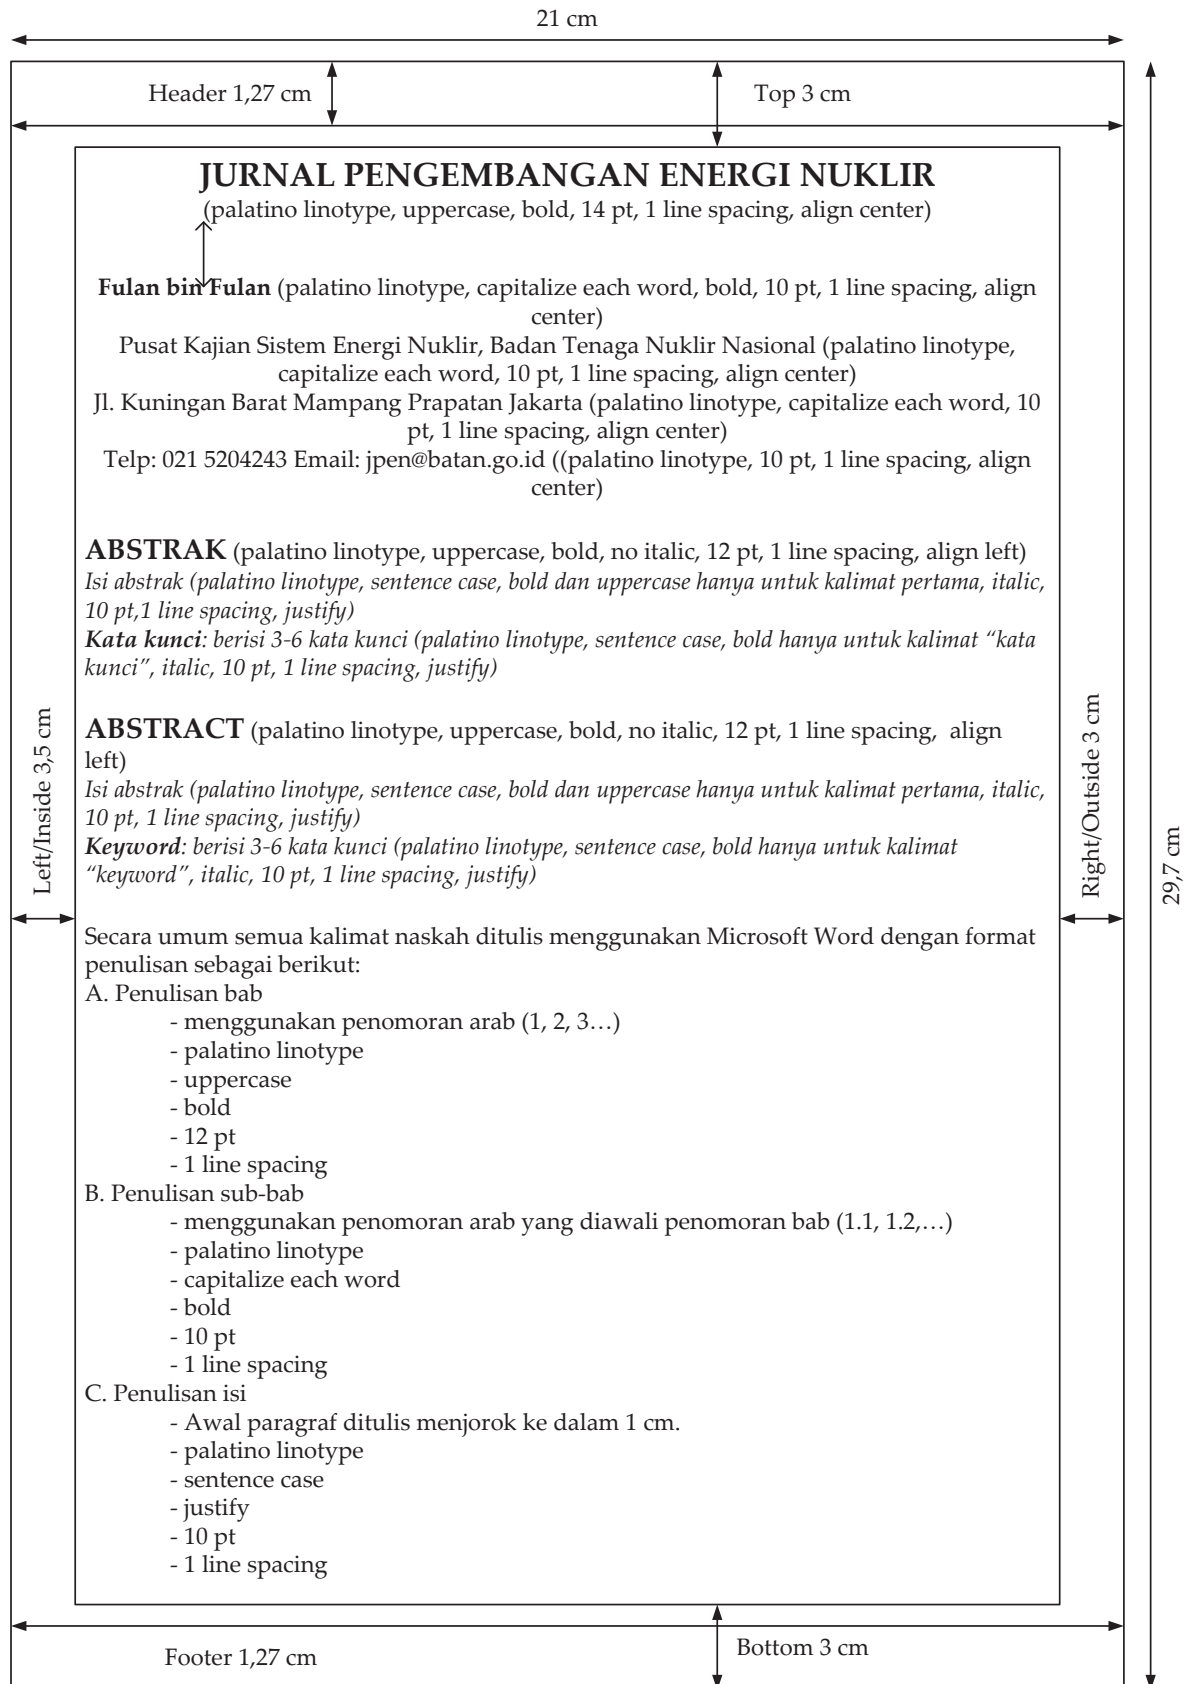 21 cm
Header 1,27 cm
Top 3 cm
JURNAL PENGEMBANGAN ENERGI NUKLIR
(palatino linotype, uppercase, bold, 14 pt, 1 line spacing, align center)
Fulan bin Fulan (palatino linotype, capitalize each word, bold, 10 pt, 1 line spacing, align
center)
Pusat Kajian Sistem Energi Nuklir, Badan Tenaga Nuklir Nasional (palatino linotype,
capitalize each word, 10 pt, 1 line spacing, align center)
Jl. Kuningan Barat Mampang Prapatan Jakarta (palatino linotype, capitalize each word, 10
pt, 1 line spacing, align center)
Telp: 021 5204243 Email: jpen@batan.go.id ((palatino linotype, 10 pt, 1 line spacing, align
center)
ABSTRAK (palatino linotype, uppercase, bold, no italic, 12 pt, 1 line spacing, align left)
Isi abstrak (palatino linotype, sentence case, bold dan uppercase hanya untuk kalimat pertama, italic,
10 pt,1 line spacing, justify)
Kata kunci: berisi 3-6 kata kunci (palatino linotype, sentence case, bold hanya untuk kalimat “kata
kunci”, italic, 10 pt, 1 line spacing, justify)
ABSTRACT (palatino linotype, uppercase, bold, no italic, 12 pt, 1 line spacing, align
left)
Isi abstrak (palatino linotype, sentence case, bold dan uppercase hanya untuk kalimat pertama, italic,
10 pt, 1 line spacing, justify)
Keyword: berisi 3-6 kata kunci (palatino linotype, sentence case, bold hanya untuk kalimat
“keyword”, italic, 10 pt, 1 line spacing, justify)
Left/Inside 3,5 cm
Right/Outside 3 cm
29,7 cm
Secara umum semua kalimat naskah ditulis menggunakan Microsoft Word dengan format
penulisan sebagai berikut:
A. Penulisan bab
- menggunakan penomoran arab (1, 2, 3…)
- palatino linotype
- uppercase
- bold
- 12 pt
- 1 line spacing
B. Penulisan sub-bab
- menggunakan penomoran arab yang diawali penomoran bab (1.1, 1.2,…)
- palatino linotype
- capitalize each word
- bold
- 10 pt
- 1 line spacing
C. Penulisan isi
- Awal paragraf ditulis menjorok ke dalam 1 cm.
- palatino linotype
- sentence case
- justify
- 10 pt
- 1 line spacing
Footer 1,27 cm
Bottom 3 cm